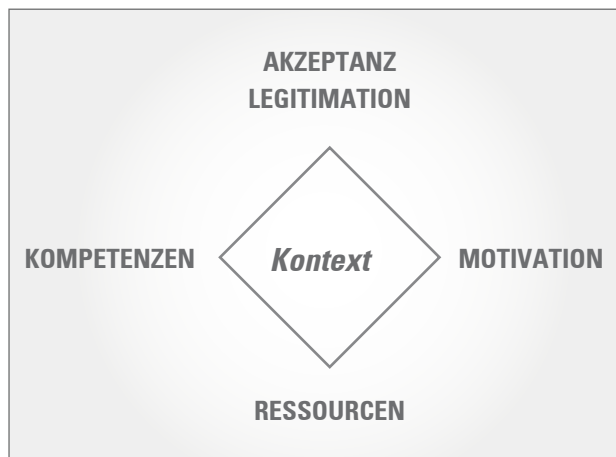 AKZEPTANZ
LEGITIMATION
KOMPETENZEN
Kontext
MOTIVATION
RESSOURCEN